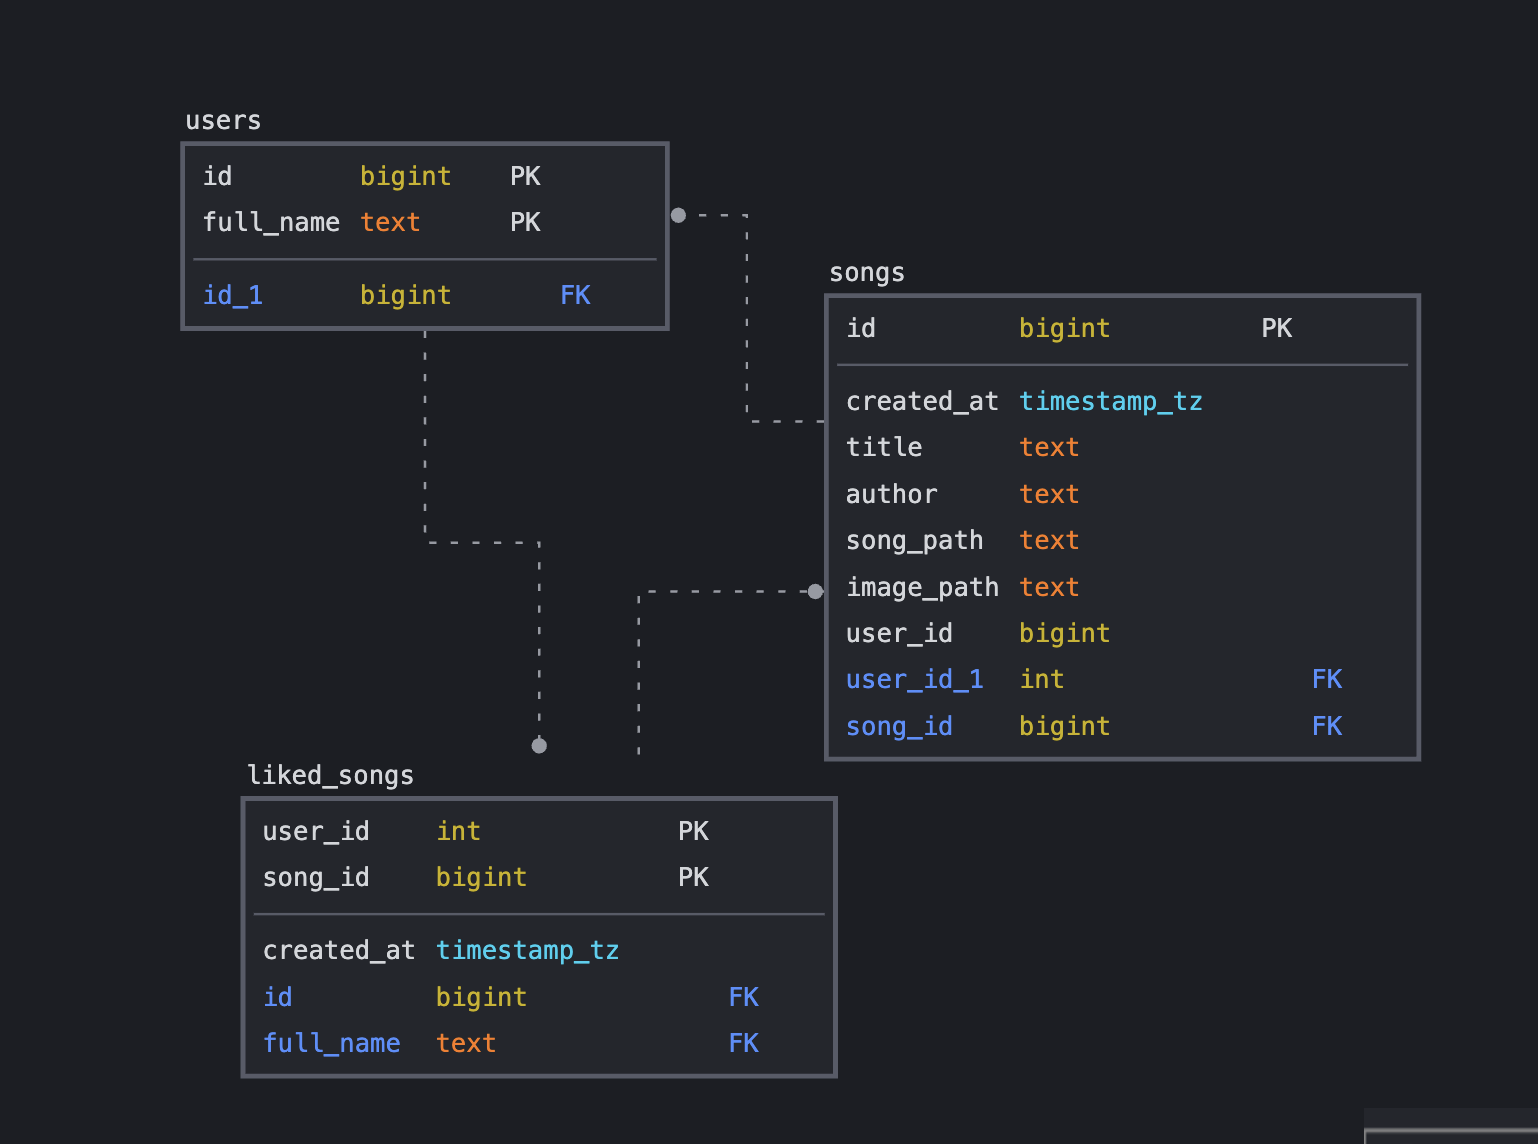 users
id bigint PK
full_name text PK
id_1 bigint FK
songs
id bigint PK
created_at timestamp_tz
title text
author text
song_path text
image_path text
user_id bigint
user_id_1 int FK
song_id bigint FK
liked_songs
user_id int PK
song_id bigint PK
created_at timestamp_tz
id bigint FK
full_name text FK